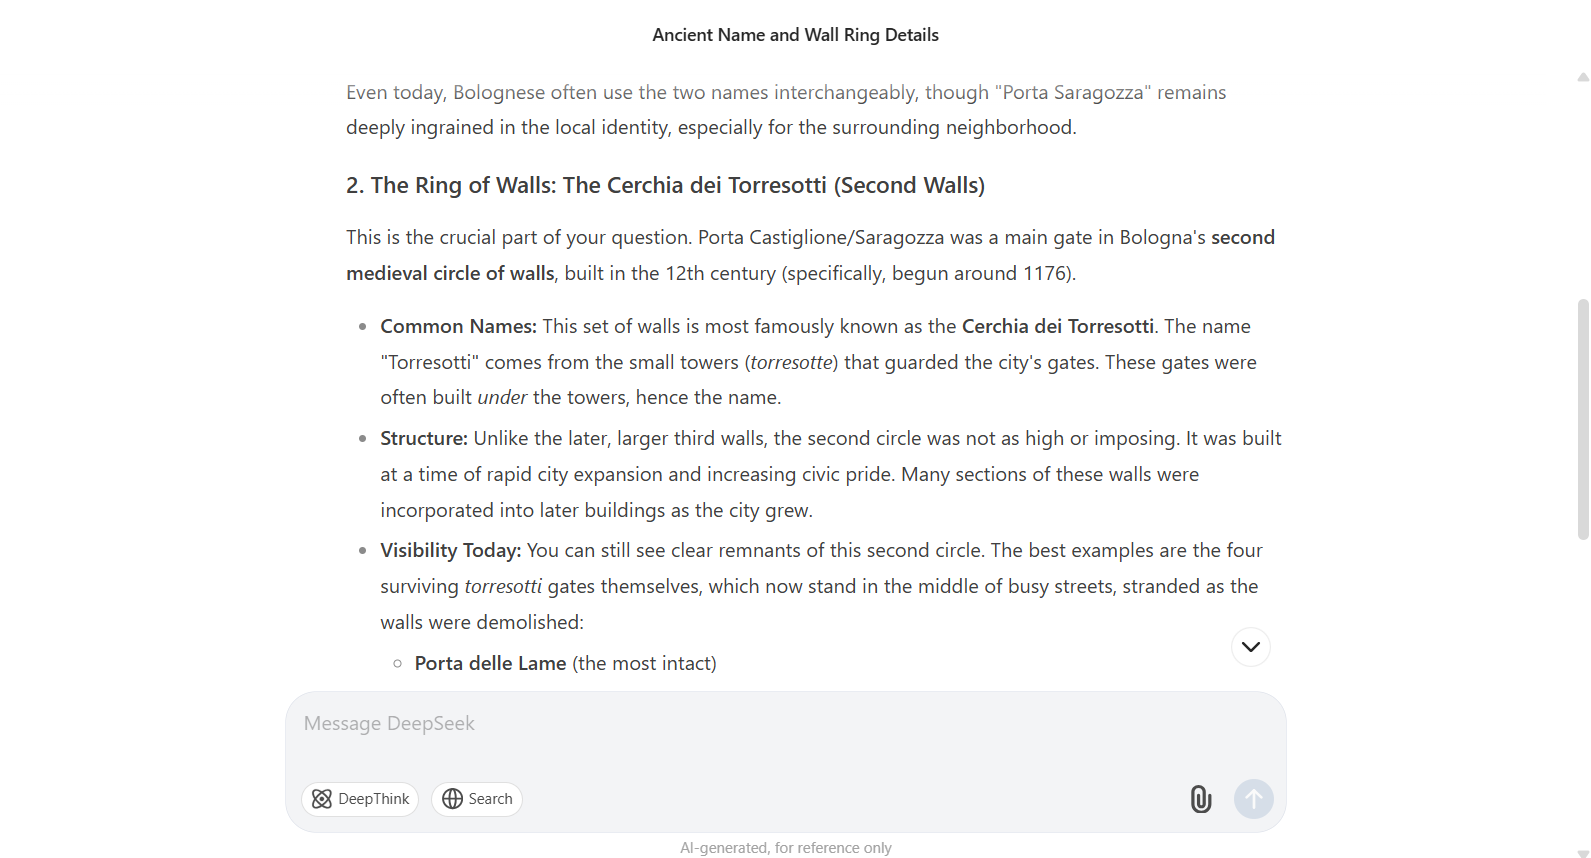 Ancient Name and Wall Ring Details
Even today, Bolognese often use the two names interchangeably, though "Porta Saragozza" remains
deeply ingrained in the local identity, especially for the surrounding neighborhood.
2. The Ring of Walls: The Cerchia dei Torresotti (Second Walls)
This is the crucial part of your question. Porta Castiglione/Saragozza was a main gate in Bologna's second
medieval circle of walls, built in the 12th century (specifically, begun around 1176).
• Common Names: This set of walls is most famously known as the Cerchia dei Torresotti. The name
"Torresotti" comes from the small towers (torresotte) that guarded the city's gates. These gates were
often built under the towers, hence the name.
• Structure: Unlike the later, larger third walls, the second circle was not as high or imposing. It was built
at a time of rapid city expansion and increasing civic pride. Many sections of these walls were
incorporated into later buildings as the city grew.
• Visibility Today: You can still see clear remnants of this second circle. The best examples are the four
surviving torresotti gates themselves, which now stand in the middle of busy streets, stranded as the
walls were demolished:
◦ Porta delle Lame (the most intact)
Message DeepSeek
DeepThink
Search
AI-generated, for reference only